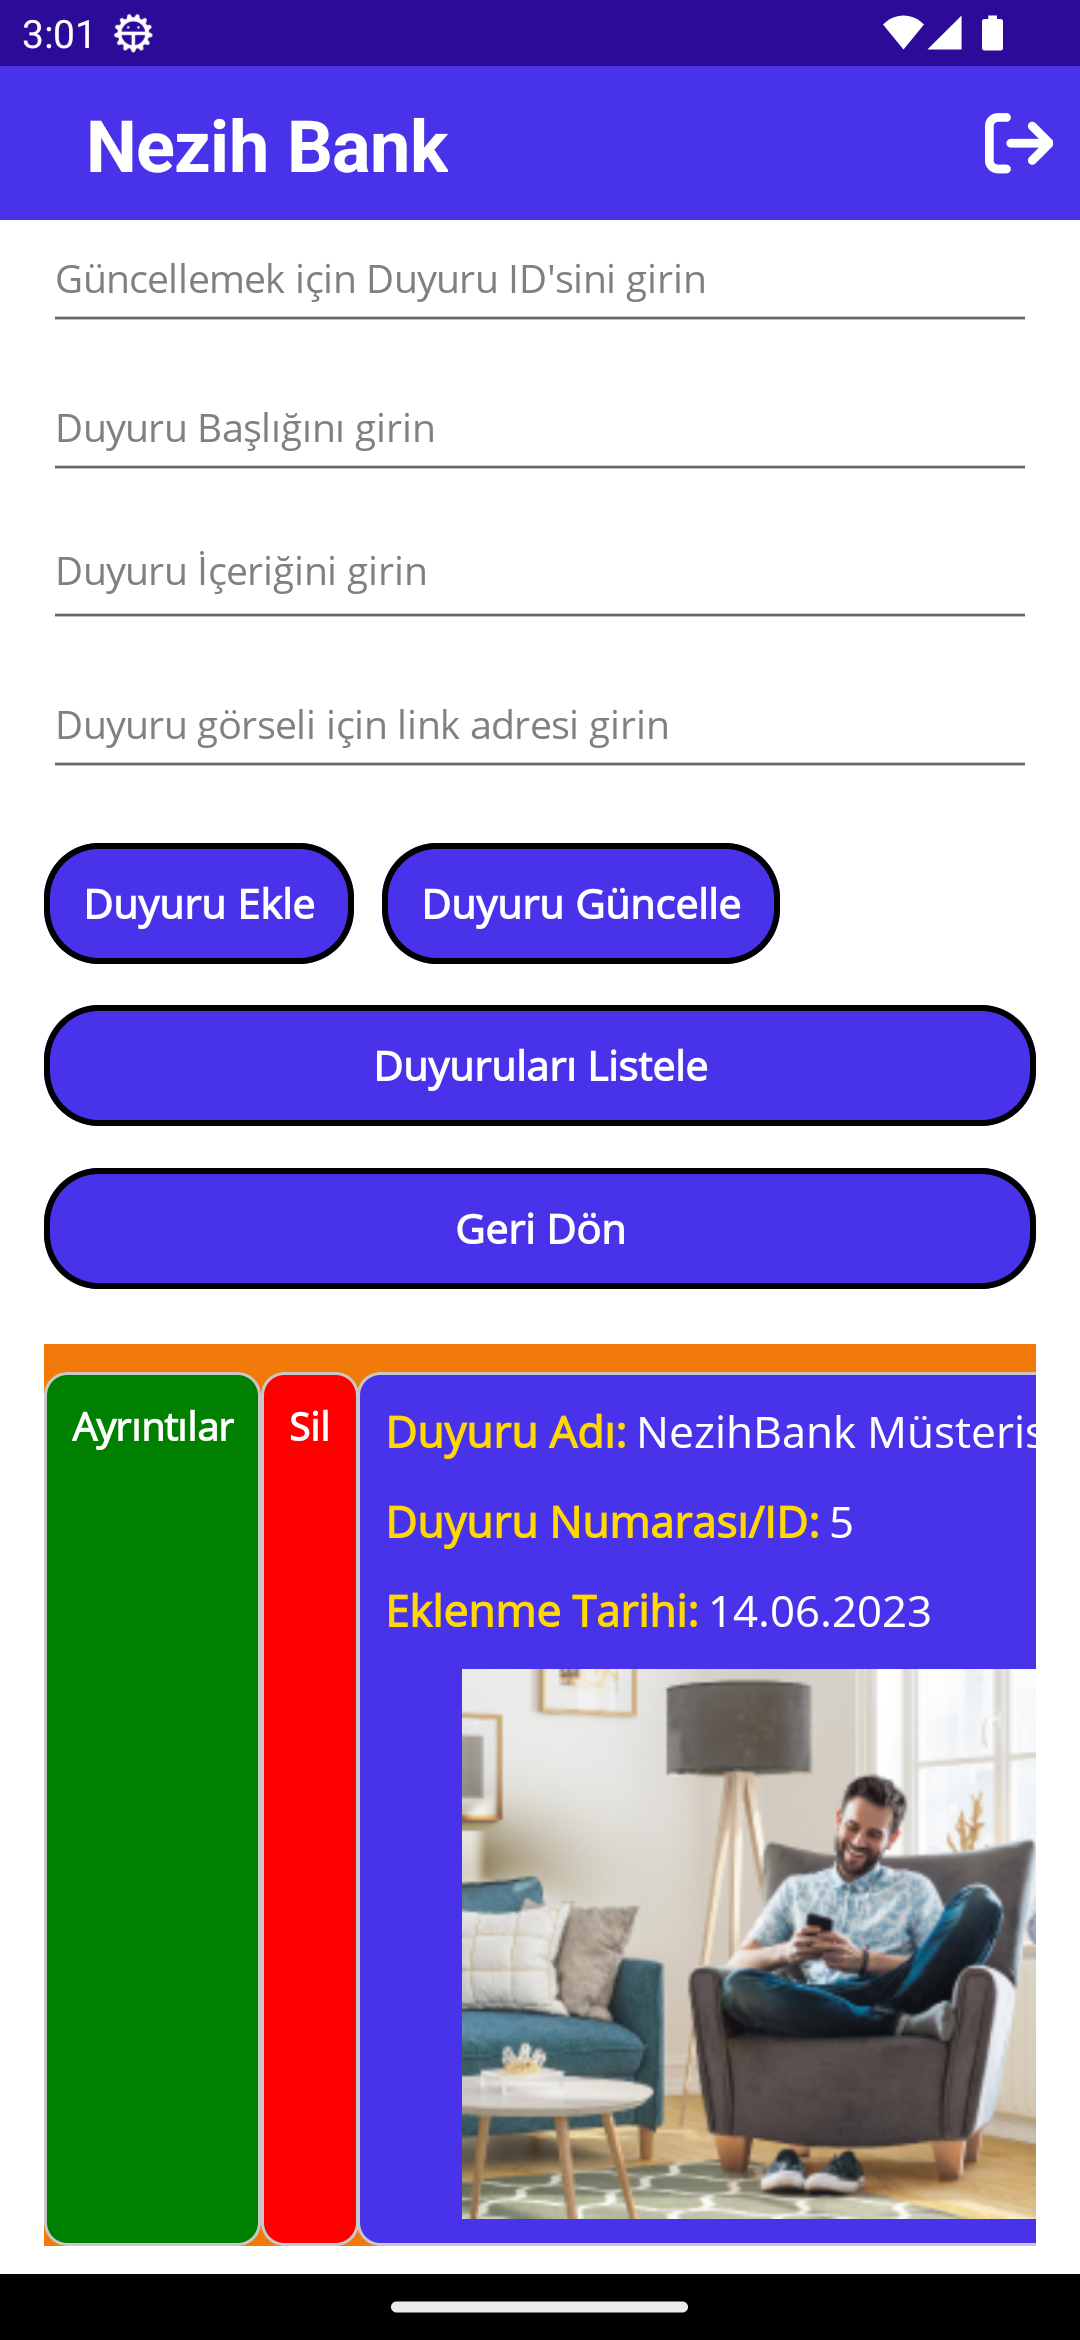 3:01
Nezih Bank
Güncellemek için Duyuru ID'sini girin
Duyuru Başlığını girin
Duyuru İçeriğini girin
Duyuru görseli için link adresi girin
Duyuru Ekle Duyuru Güncelle
Duyuruları Listele
Geri Dön
Ayrıntılar Sil Duyuru Adı: NezihBank Müsteris
Duyuru Numarası/ID: 5
Eklenme Tarihi: 14.06.2023